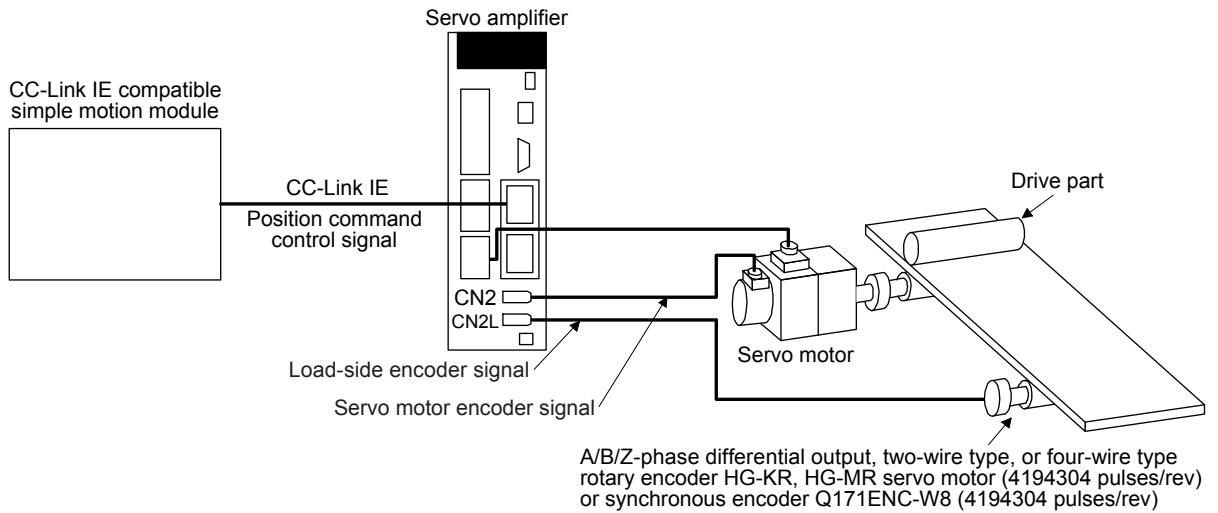 Servo amplifier
CC-Link IE compatible
simple motion module
CC-Link IE
Position command
control signal
Drive part
CN2
CN2L
Servo motor
Load-side encoder signal
Servo motor encoder signal
A/B/Z-phase differential output, two-wire type, or four-wire type
rotary encoder HG-KR, HG-MR servo motor (4194304 pulses/rev)
or synchronous encoder Q171ENC-W8 (4194304 pulses/rev)